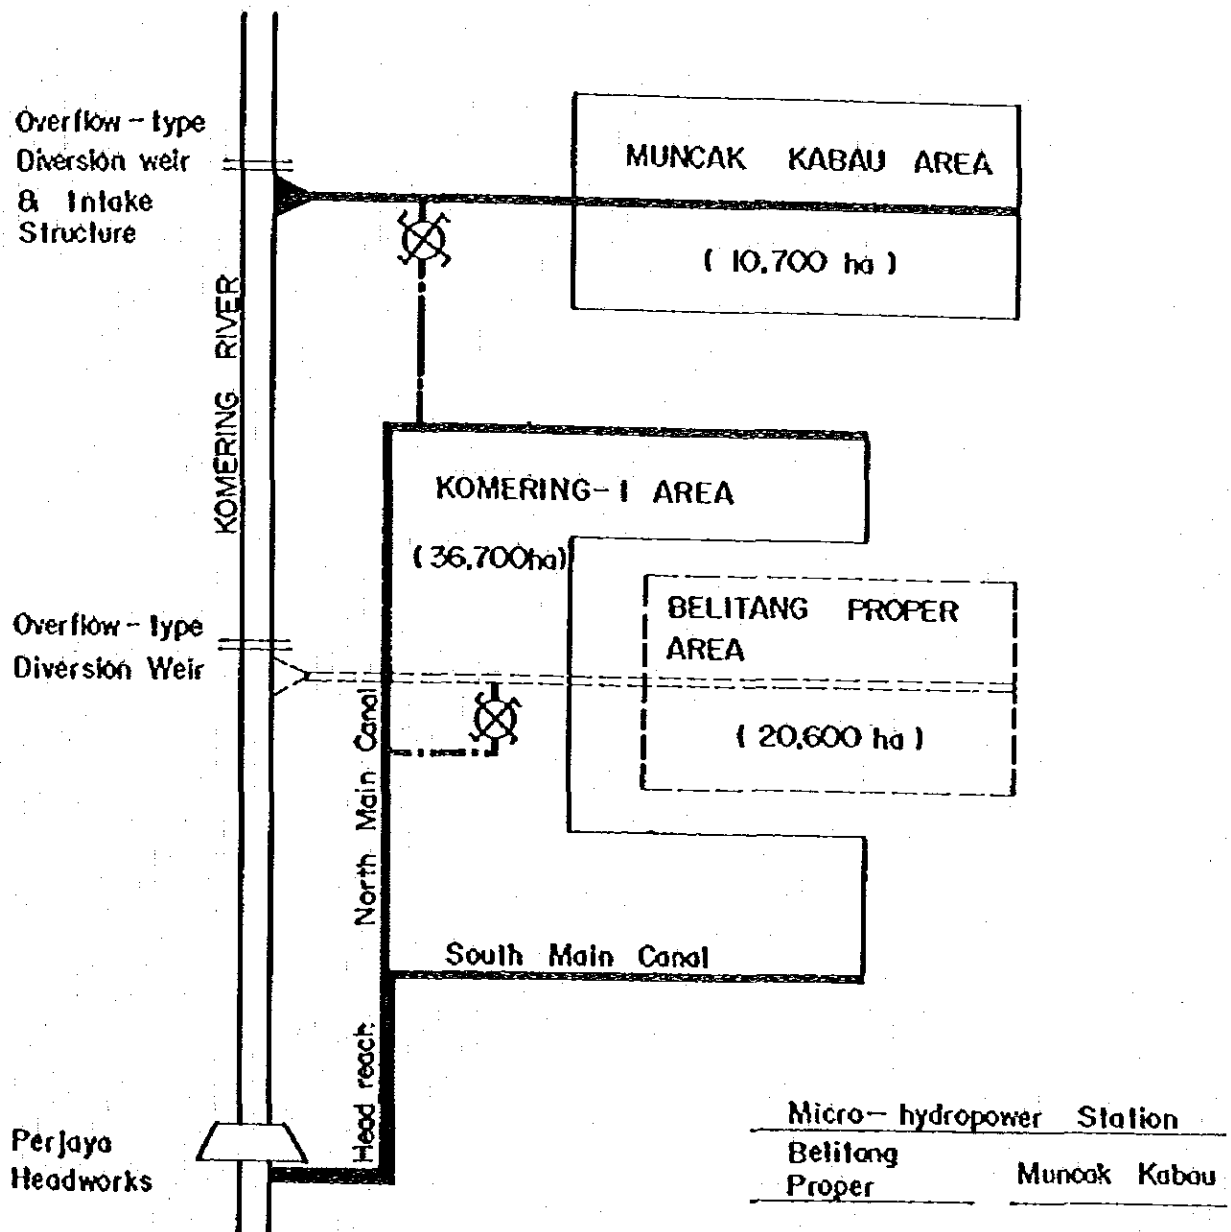 Overflow-type
Diversion weir
& Intake
Structure
MUNCAK KABAU AREA
( 10,700 ha )
KOMERING RIVER
KOMERING-I AREA
(36,700ha)
Overflow-type
Diversion Weir
BELITANG PROPER
AREA
( 20,600 ha )
North Main Canal
South Main Canal
Head reach
Perjaya
Headworks
Micro-hydropower Station
Belitang
Proper
Muncak Kabau